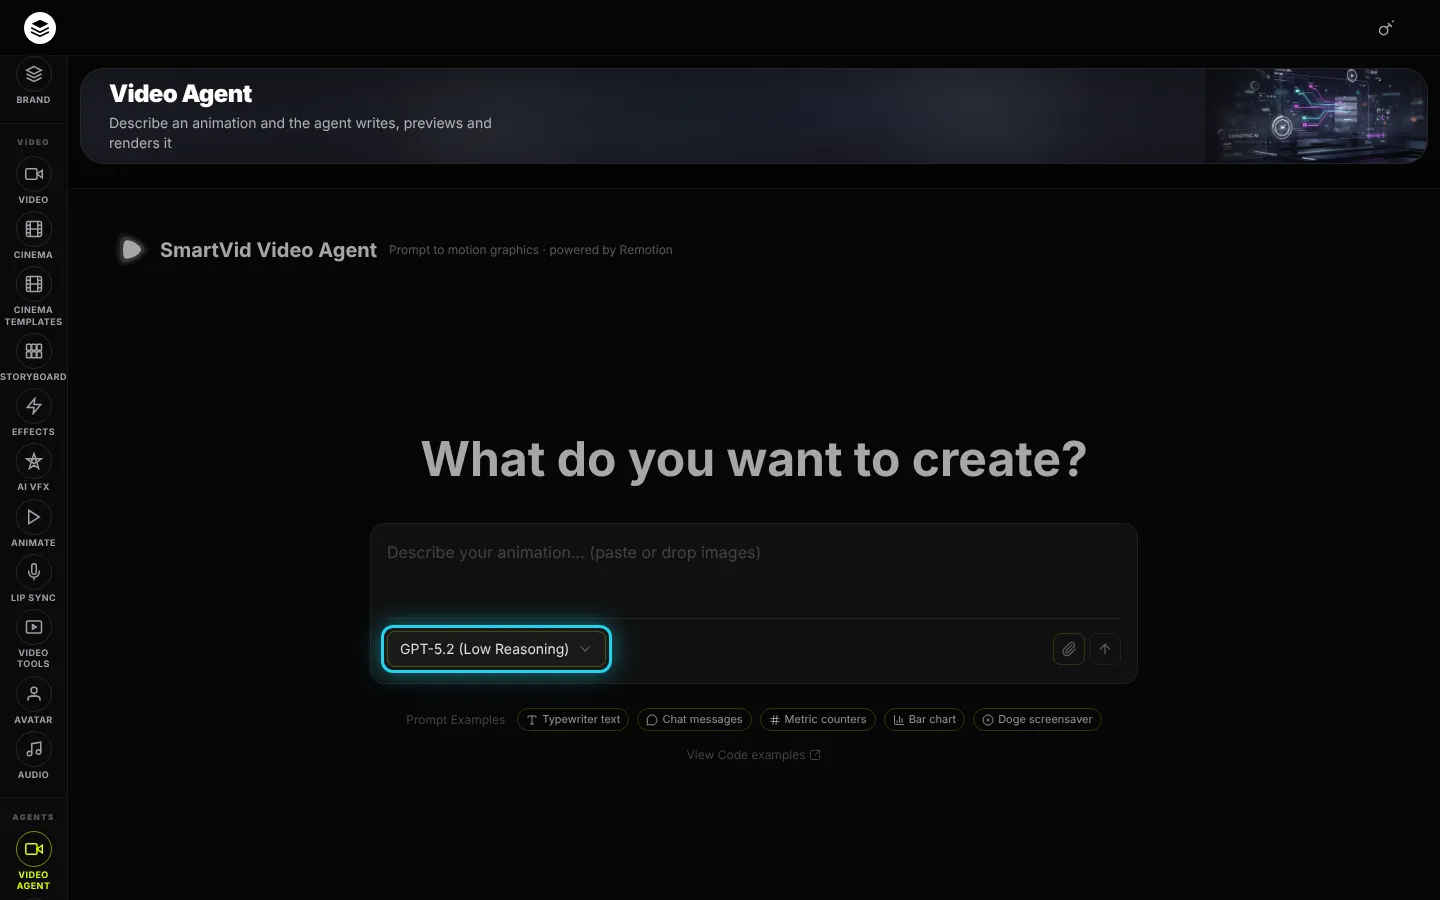 BRAND
VIDEO
VIDEO
CINEMA
CINEMA
TEMPLATES
STORYBOARD
EFFECTS
AI VFX
ANIMATE
LIP SYNC
VIDEO
TOOLS
AVATAR
AUDIO
AGENTS
VIDEO
AGENT
Video Agent
Describe an animation and the agent writes, previews and
renders it
SmartVid Video Agent Prompt to motion graphics · powered by Remotion
What do you want to create?
Describe your animation... (paste or drop images)
GPT-5.2 (Low Reasoning)
Prompt Examples Typewriter text Chat messages Metric counters Bar chart Doge screensaver
View Code examples